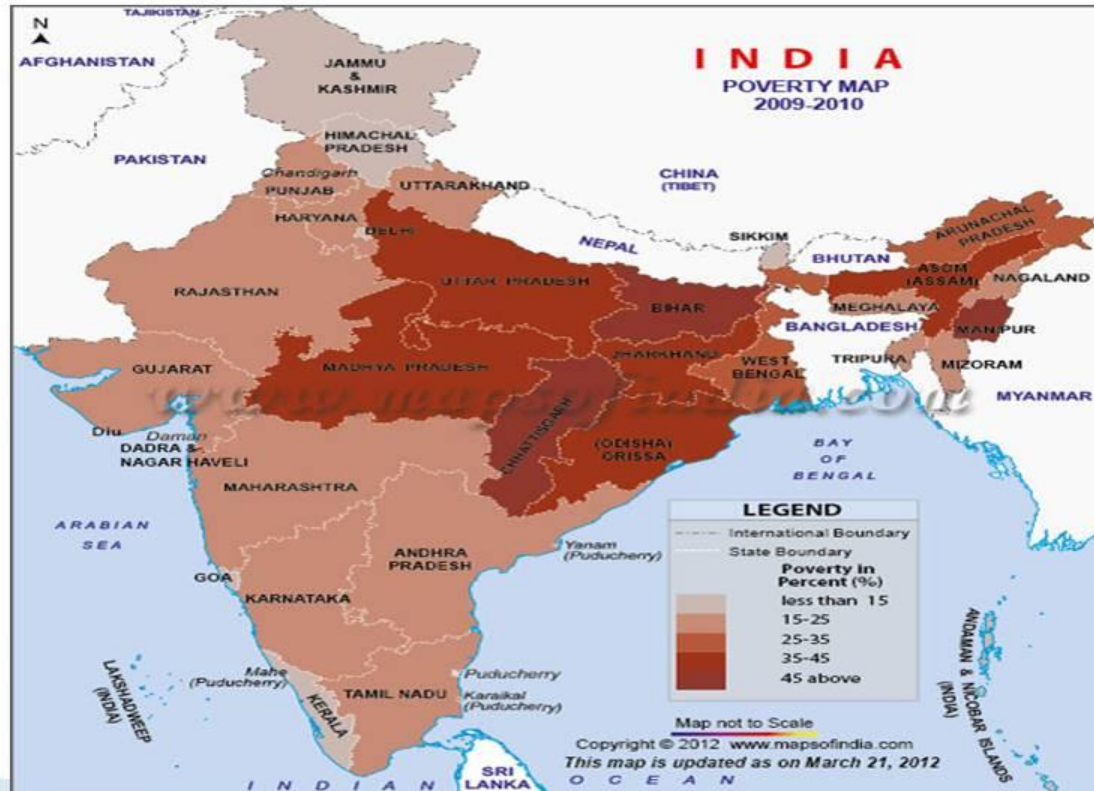 N
TAJIKISTAN
AFGHANISTAN
JAMMU
&
KASHMIR
INDIA
POVERTY MAP
2009-2010
HIMACHAL
PRADESH
PAKISTAN
Chandigarh
PUNJAB
UTTARAKHAND
CHINA
(TIBET)
HARYANA
DELHI
NEPAL
SIKKIM
BHUTAN
ARUNACHAL
PRADESH
RAJASTHAN
UTTAR PRADESH
ASOM
(ASSAM)
NAGALAND
BIHAR
MEGHALAYA
BANGLADESH
MANIPUR
GUJARAT
MADHYA PRADESH
JHARKHAND
WEST
BENGAL
TRIPURA
MIZORAM
MYANMAR
www.mapsofindia.com
Diu
Daman
DADRA &
NAGAR HAVELI
CHHATTISGARH
(ODISHA)
ORISSA
BAY
OF
BENGAL
MAHARASHTRA
ARABIAN
SEA
ANDHRA
PRADESH
Yanam
(Puducherry)
GOA
KARNATAKA
LEGEND
International Boundary
State Boundary
Poverty in
Percent (%)
less than 15
15-25
25-35
35-45
45 above
Mahe
(Puducherry)
Puducherry
Karaikal
(Puducherry)
TAMIL NADU
KERALA
LAKSHADWEEP
(INDIA)
ANDAMAN & NICOBAR ISLANDS
(INDIA)
Map not to Scale
Copyright © 2012 www.mapsofindia.com
This map is updated as on March 21, 2012
SRI
LANKA
INDIAN OCEAN